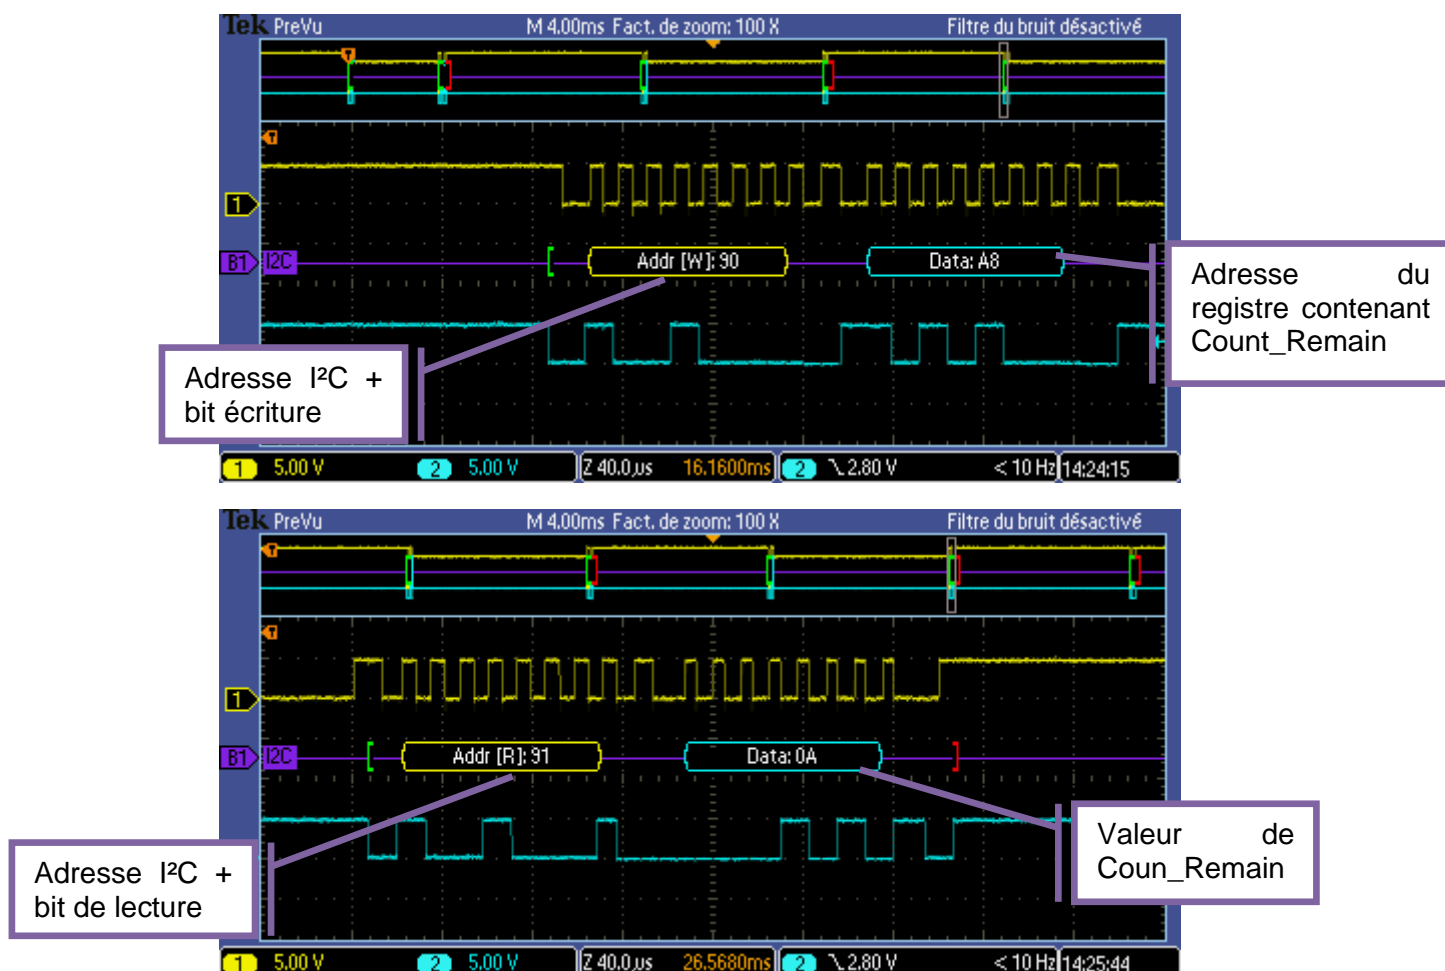 Tek PreVu M 4.00ms Fact. de zoom: 100 X Filtre du bruit désactivé
T
T
1
B1 I2C Addr [W]: 90 Data: A8
Adresse du
registre contenant
Count_Remain
Adresse I²C +
bit écriture
1 5.00 V 2 5.00 V Z 40.0µs 16.1600ms 2 2.80 V < 10 Hz 14:24:15
Tek PreVu M 4.00ms Fact. de zoom: 100 X Filtre du bruit désactivé
T
T
1
B1 I2C Addr [R]: 91 Data: 0A
Valeur de
Coun_Remain
Adresse I²C +
bit de lecture
1 5.00 V 2 5.00 V Z 40.0µs 26.5680ms 2 2.80 V < 10 Hz 14:25:44